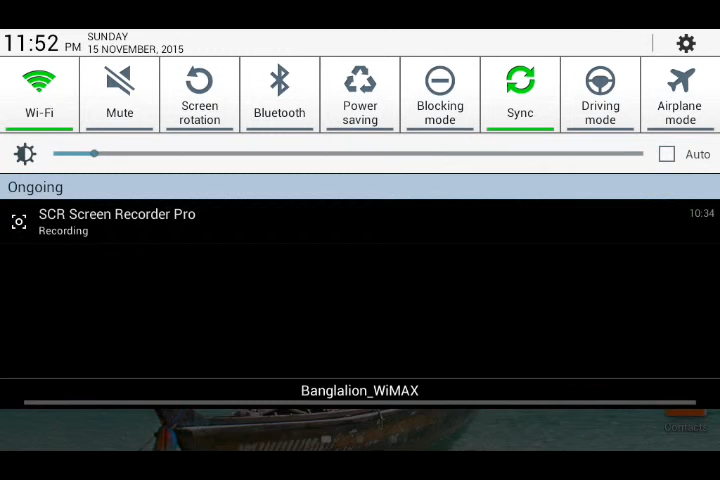 11:52 PM
SUNDAY
15 NOVEMBER, 2015
Wi-Fi
Mute
Screen
rotation
Bluetooth
Power
saving
Blocking
mode
Sync
Driving
mode
Airplane
mode
Auto
Ongoing
SCR Screen Recorder Pro
10:34
Recording
Banglalion_WiMAX
Contacts